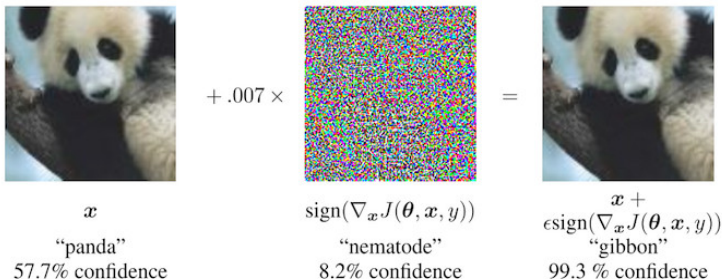 + .007 ×
=
x
sign(∇ₓJ(θ, x, y))
x +
ϵsign(∇ₓJ(θ, x, y))
“panda”
“nematode”
“gibbon”
57.7% confidence
8.2% confidence
99.3 % confidence